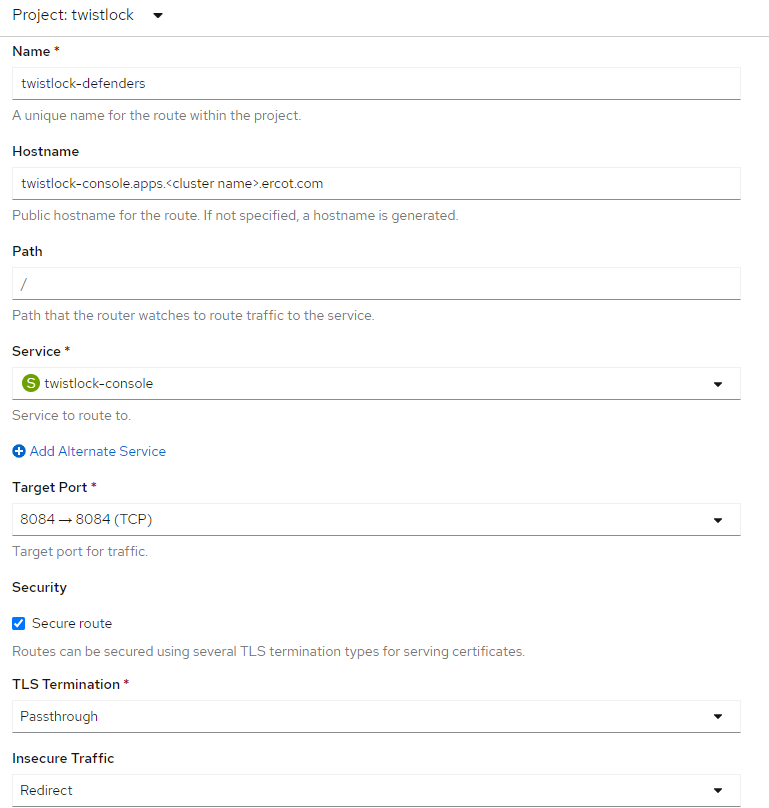 Project: twistlock
Name *
twistlock-defenders
A unique name for the route within the project.
Hostname
twistlock-console.apps.<cluster name>.ercot.com
Public hostname for the route. If not specified, a hostname is generated.
Path
/
Path that the router watches to route traffic to the service.
Service *
S twistlock-console
Service to route to.
Add Alternate Service
Target Port *
8084 → 8084 (TCP)
Target port for traffic.
Security
Secure route
Routes can be secured using several TLS termination types for serving certificates.
TLS Termination *
Passthrough
Insecure Traffic
Redirect